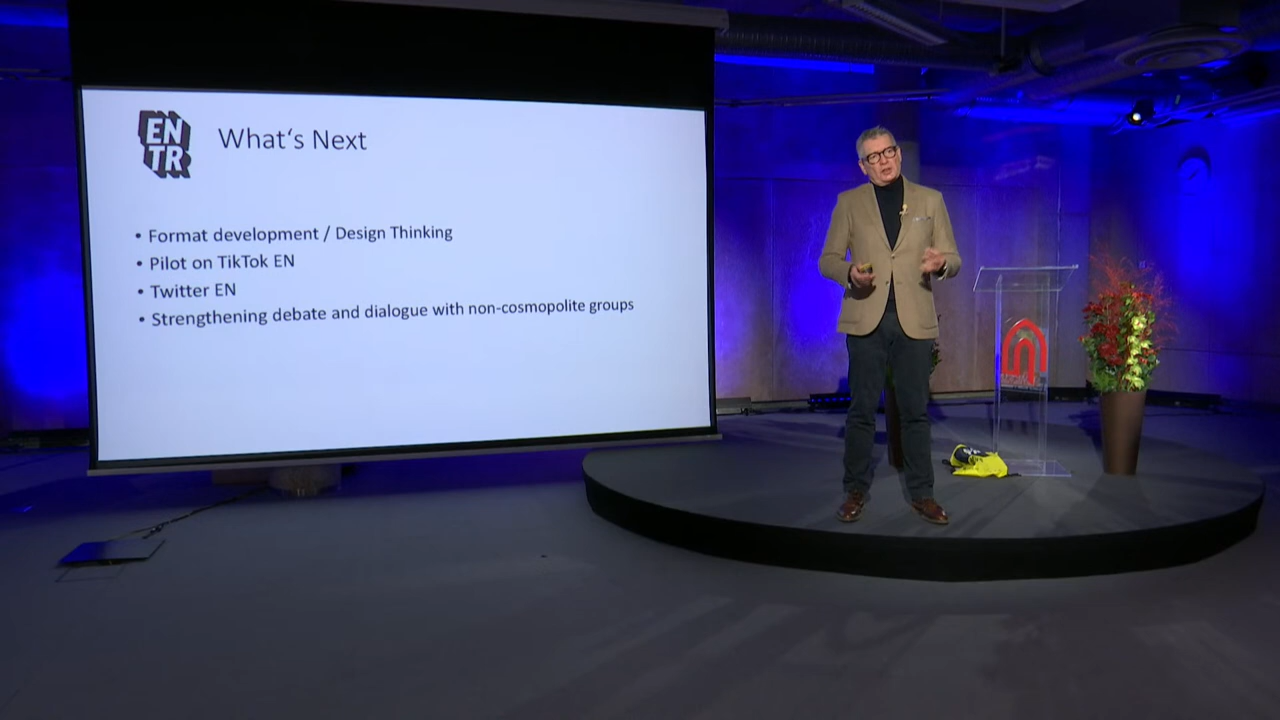 EN
TR
What‘s Next
• Format development / Design Thinking
• Pilot on TikTok EN
• Twitter EN
• Strengthening debate and dialogue with non-cosmopolite groups